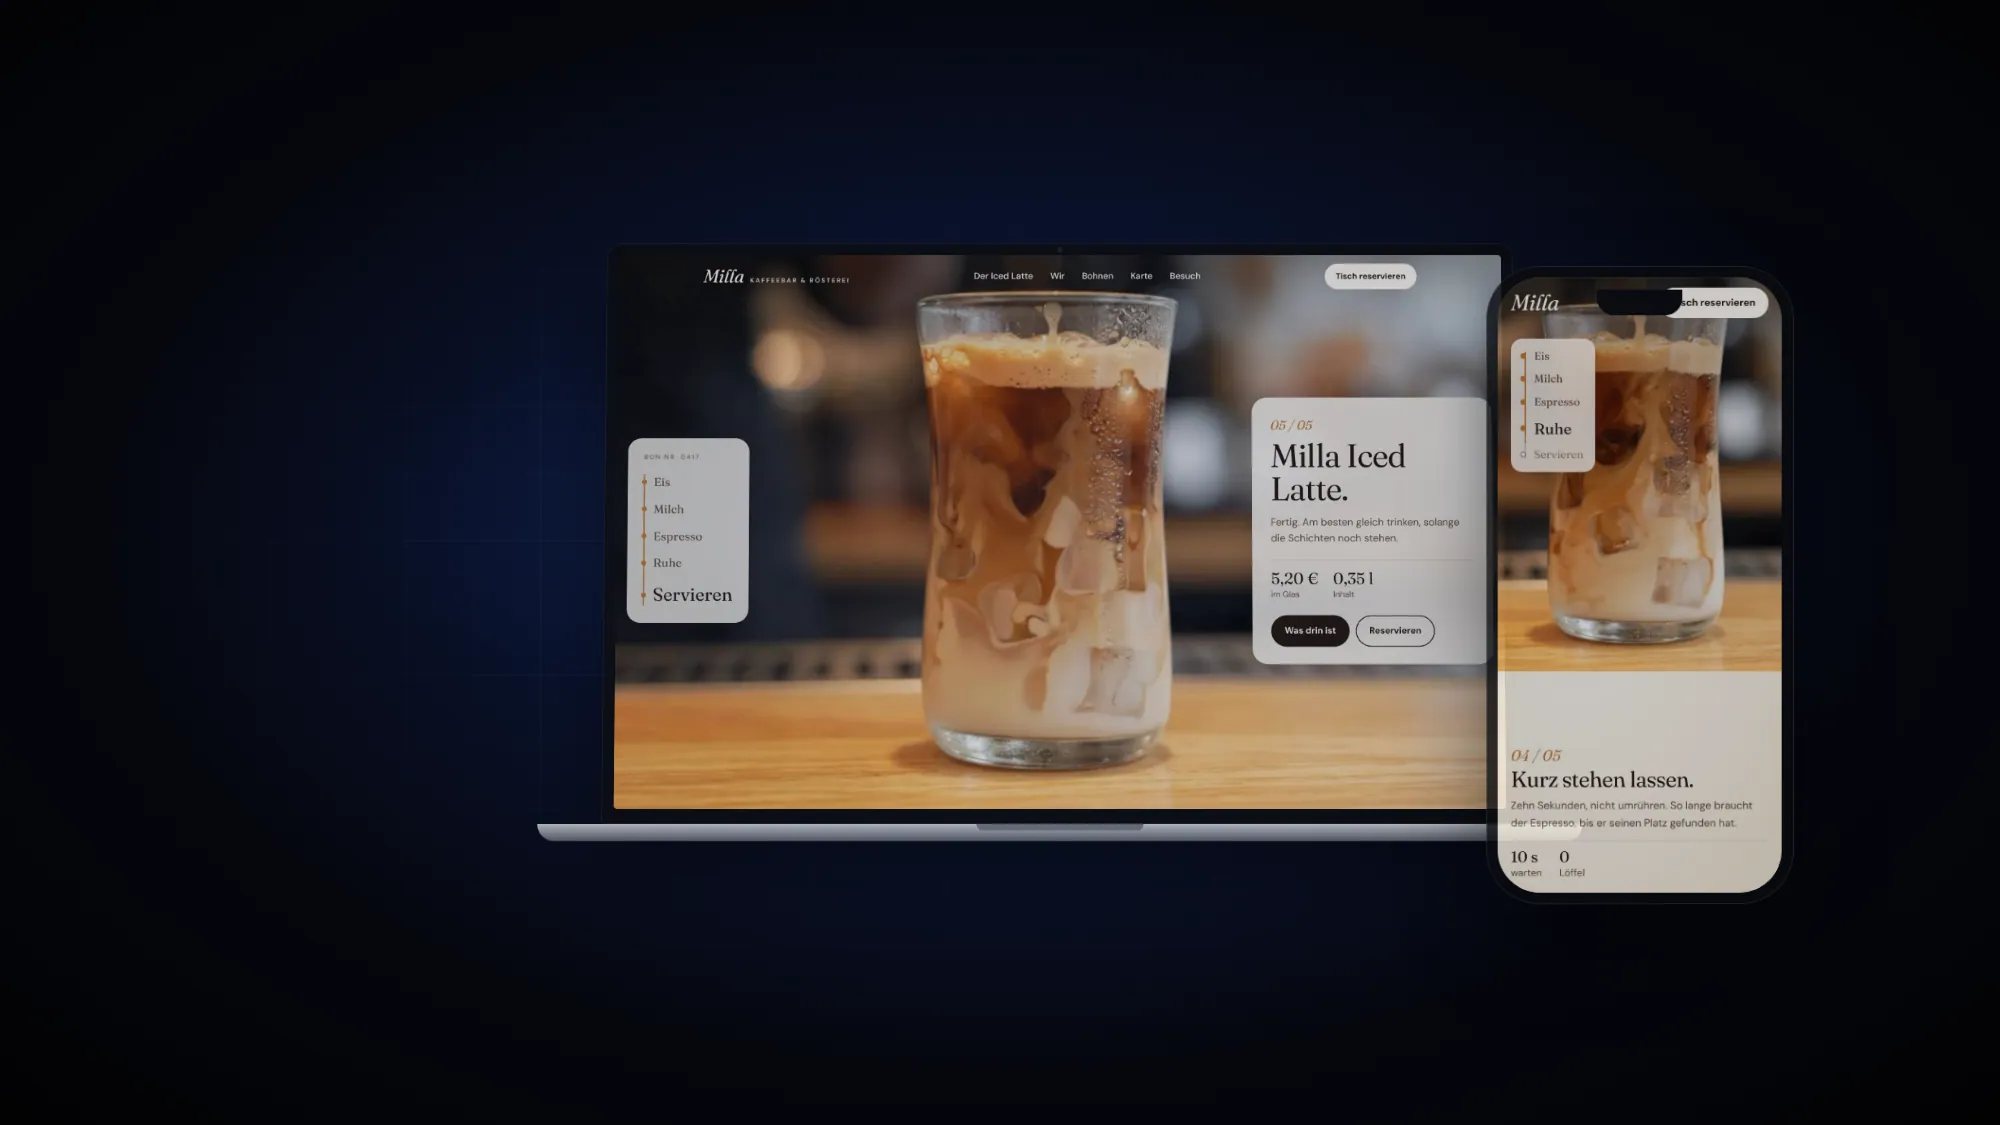 Milla KAFFEEBAR & RÖSTEREI
Der Iced Latte Wir Bohnen Karte Besuch
Tisch reservieren
BON NR. 0417
Eis
Milch
Espresso
Ruhe
Servieren
05 / 05
Milla Iced
Latte.
Fertig. Am besten gleich trinken, solange
die Schichten noch stehen.
5,20 € 0,35 l
im Glas Inhalt
Was drin ist Reservieren
Milla
sch reservieren
Eis
Milch
Espresso
Ruhe
Servieren
04 / 05
Kurz stehen lassen.
Zehn Sekunden, nicht umrühren. So lange braucht
der Espresso, bis er seinen Platz gefunden hat.
10 s 0
warten Löffel